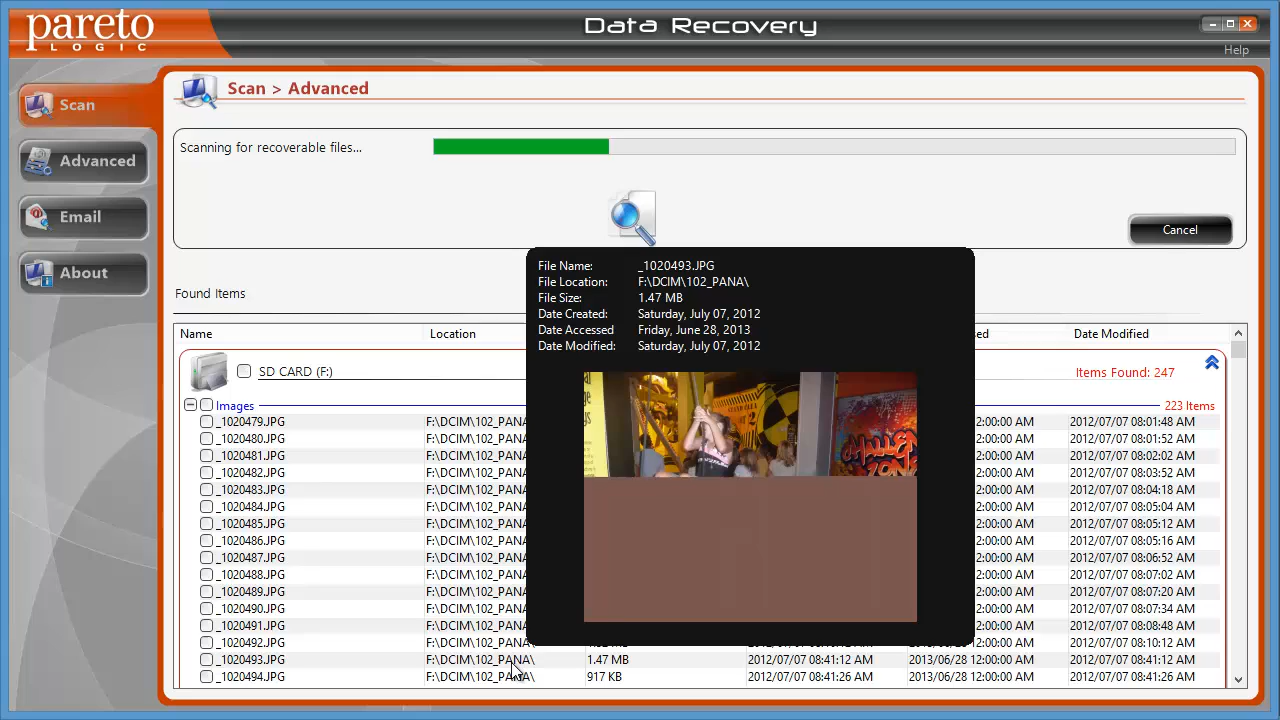 pareto
LOGIC
Data Recovery
Help
Scan
Advanced
Email
About
Scan > Advanced
Scanning for recoverable files...
Cancel
Found Items
File Name: _1020493.JPG
File Location: F:\DCIM\102_PANA\
File Size: 1.47 MB
Date Created: Saturday, July 07, 2012
Date Accessed Friday, June 28, 2013
Date Modified: Saturday, July 07, 2012
Name Location Date Modified
SD CARD (F:) Items Found: 247
Images 223 Items
_1020479.JPG F:\DCIM\102_PANA 2:00:00 AM 2012/07/07 08:01:48 AM
_1020480.JPG F:\DCIM\102_PANA 2:00:00 AM 2012/07/07 08:01:52 AM
_1020481.JPG F:\DCIM\102_PANA 2:00:00 AM 2012/07/07 08:02:02 AM
_1020482.JPG F:\DCIM\102_PANA 2:00:00 AM 2012/07/07 08:03:52 AM
_1020483.JPG F:\DCIM\102_PANA 2:00:00 AM 2012/07/07 08:04:18 AM
_1020484.JPG F:\DCIM\102_PANA 2:00:00 AM 2012/07/07 08:05:04 AM
_1020485.JPG F:\DCIM\102_PANA 2:00:00 AM 2012/07/07 08:05:12 AM
_1020486.JPG F:\DCIM\102_PANA 2:00:00 AM 2012/07/07 08:05:16 AM
_1020487.JPG F:\DCIM\102_PANA 2:00:00 AM 2012/07/07 08:06:52 AM
_1020488.JPG F:\DCIM\102_PANA 2:00:00 AM 2012/07/07 08:07:02 AM
_1020489.JPG F:\DCIM\102_PANA 2:00:00 AM 2012/07/07 08:07:20 AM
_1020490.JPG F:\DCIM\102_PANA 2:00:00 AM 2012/07/07 08:07:34 AM
_1020491.JPG F:\DCIM\102_PANA 2:00:00 AM 2012/07/07 08:08:48 AM
_1020492.JPG F:\DCIM\102_PANA\ 2:00:00 AM 2012/07/07 08:10:12 AM
_1020493.JPG F:\DCIM\102_PANA\ 1.47 MB 2012/07/07 08:41:12 AM 2013/06/28 12:00:00 AM 2012/07/07 08:41:12 AM
_1020494.JPG F:\DCIM\102_PANA\ 917 KB 2012/07/07 08:41:26 AM 2013/06/28 12:00:00 AM 2012/07/07 08:41:26 AM